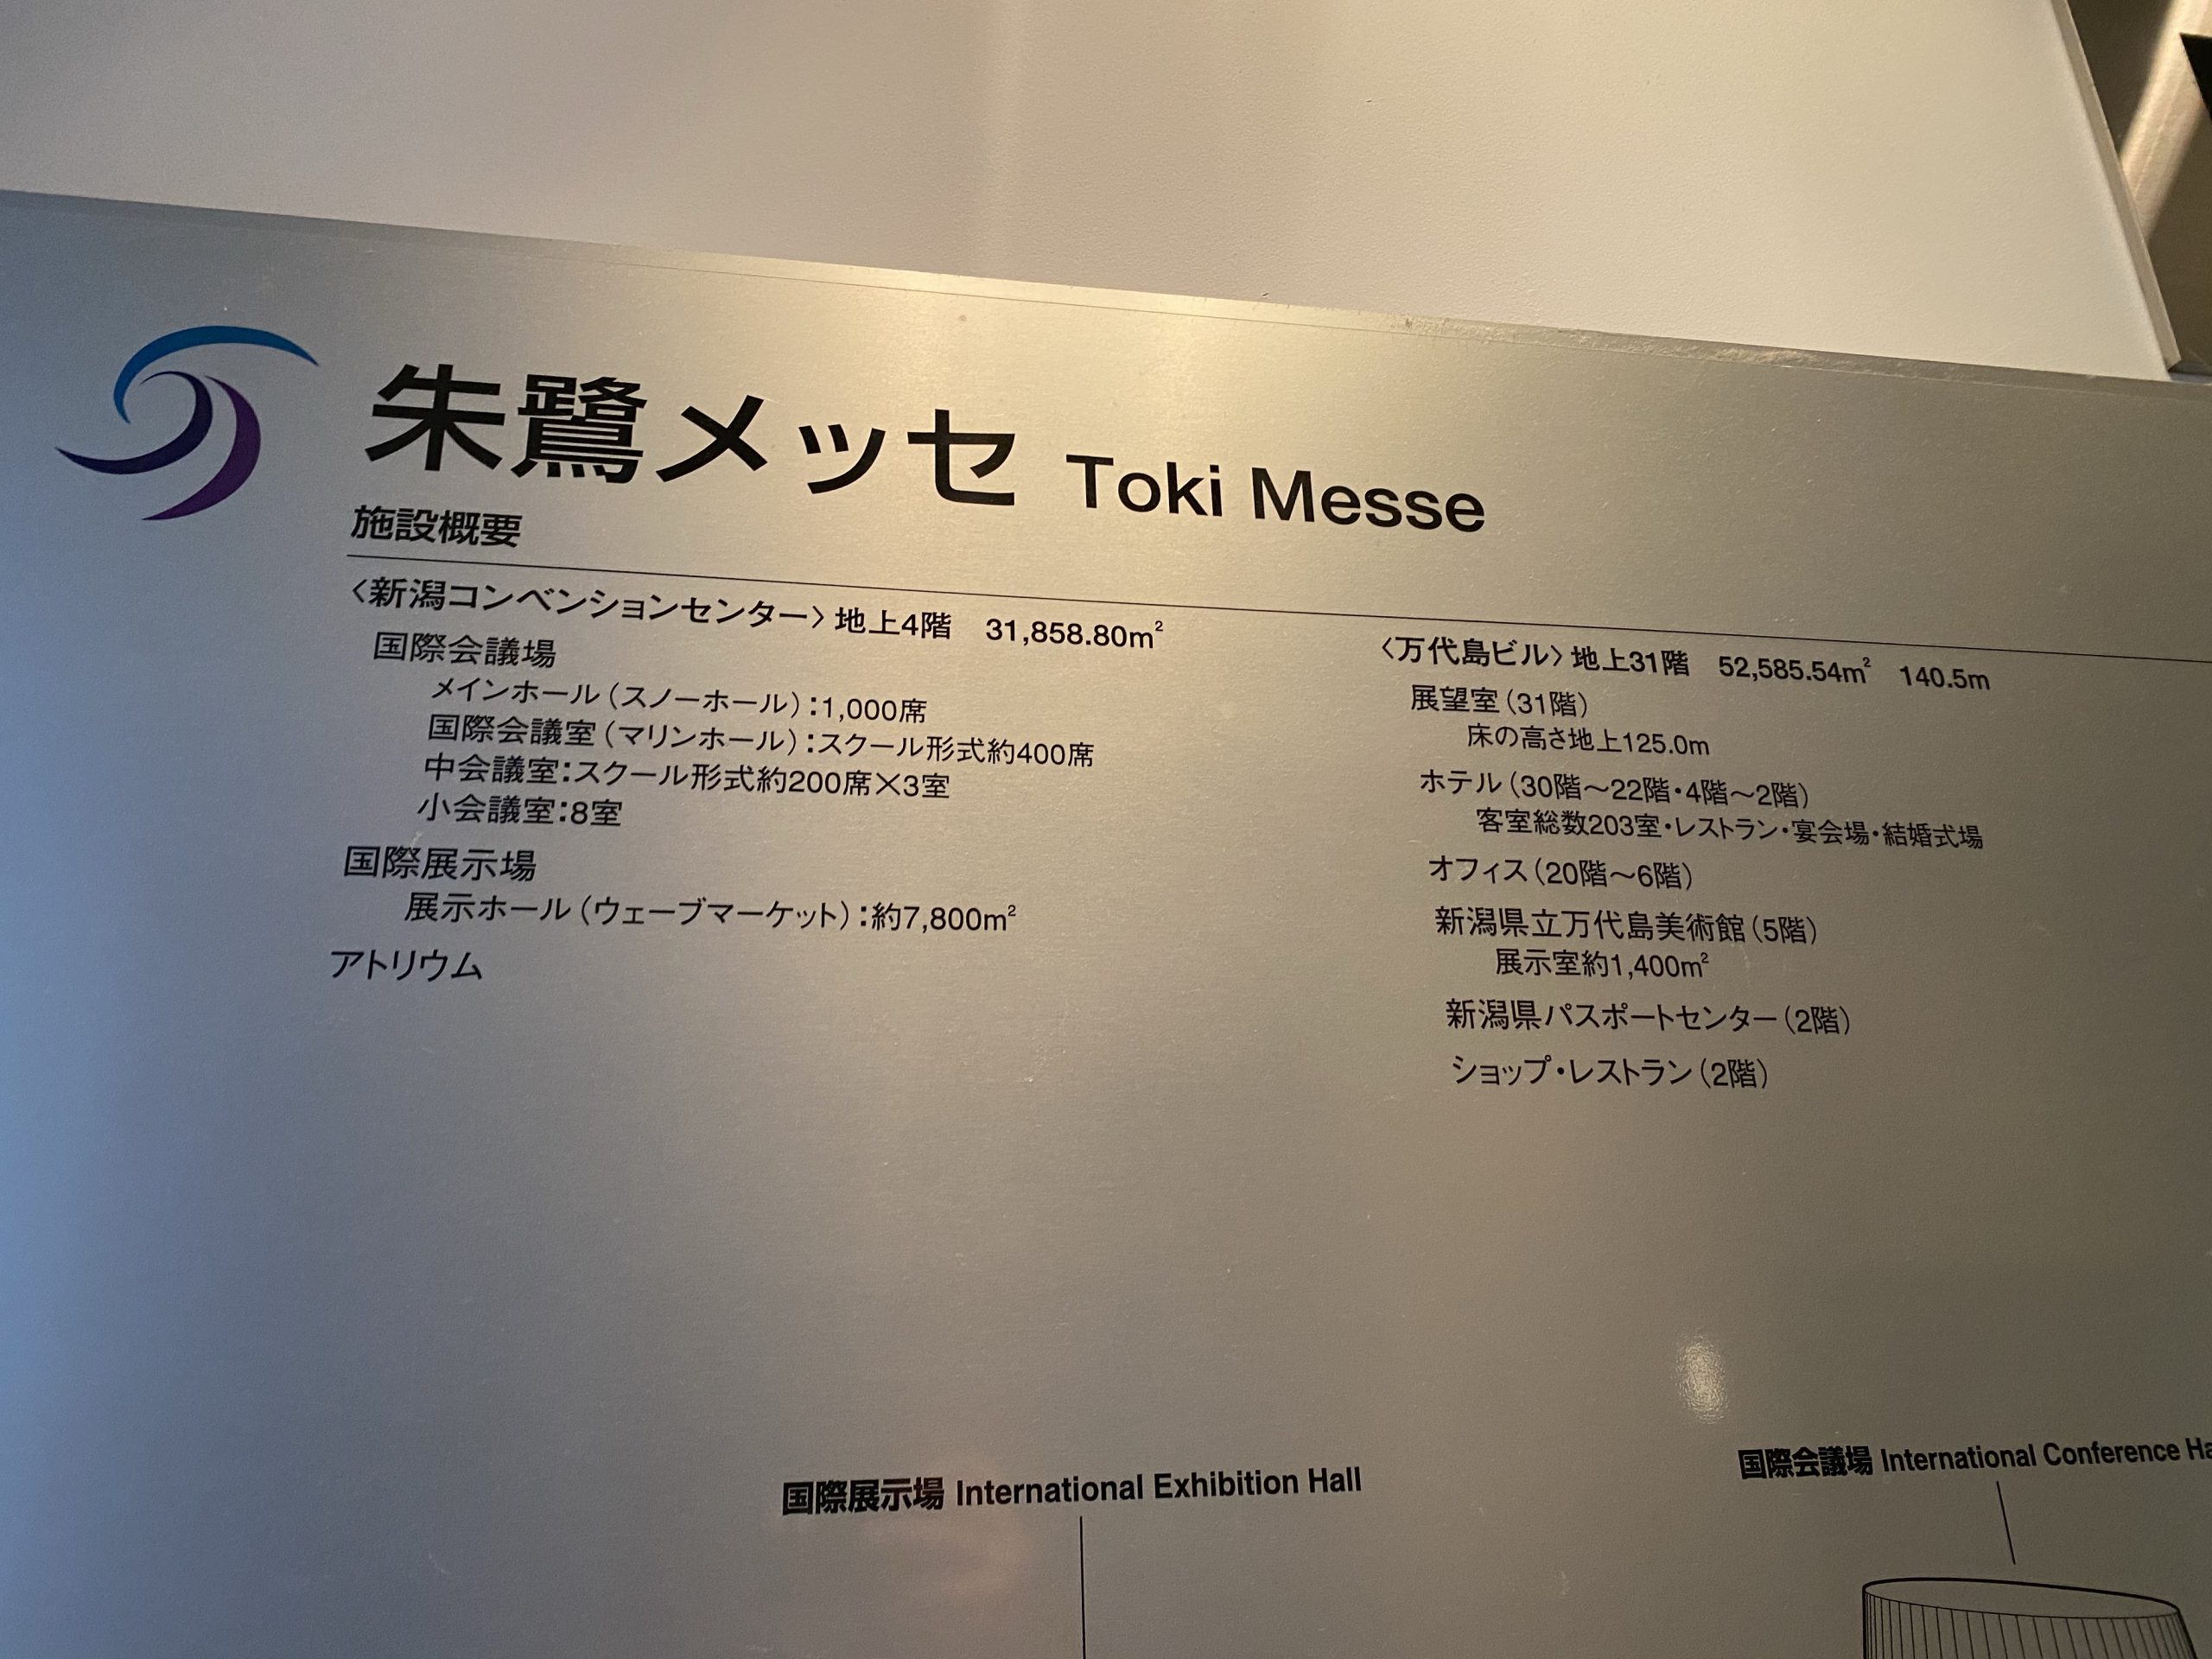 朱鷺メッセ Toki Messe
施設概要
〈新潟コンベンションセンター〉地上4階　31,858.80m²
国際会議場
メインホール（スノーホール）：1,000席
国際会議室（マリンホール）：スクール形式約400席
中会議室：スクール形式約200席×3室
小会議室：8室
国際展示場
展示ホール（ウェーブマーケット）：約7,800m²
アトリウム
〈万代島ビル〉地上31階　52,585.54m²　140.5m
展望室（31階）
床の高さ地上125.0m
ホテル（30階～22階・4階～2階）
客室総数203室・レストラン・宴会場・結婚式場
オフィス（20階～6階）
新潟県立万代島美術館（5階）
展示室約1,400m²
新潟県パスポートセンター（2階）
ショップ・レストラン（2階）
国際展示場 International Exhibition Hall
国際会議場 International Conference